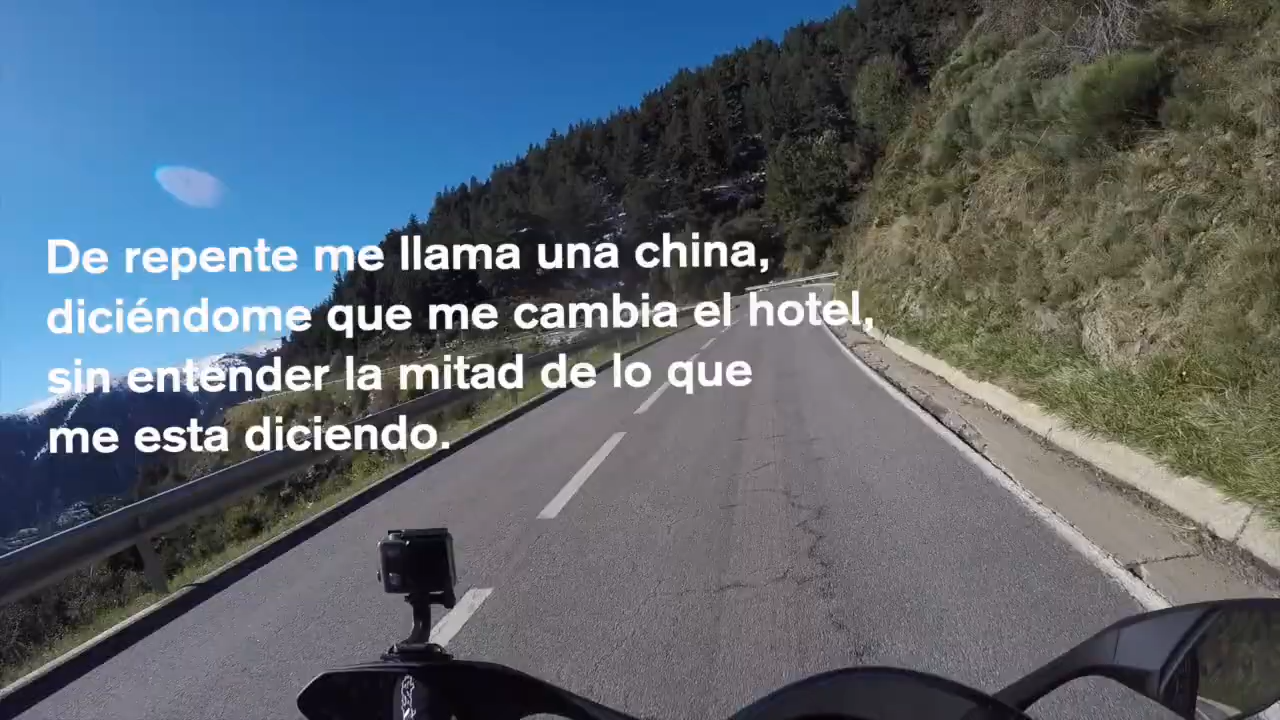 De repente me llama una china,
diciéndome que me cambia el hotel,
sin entender la mitad de lo que
me esta diciendo.